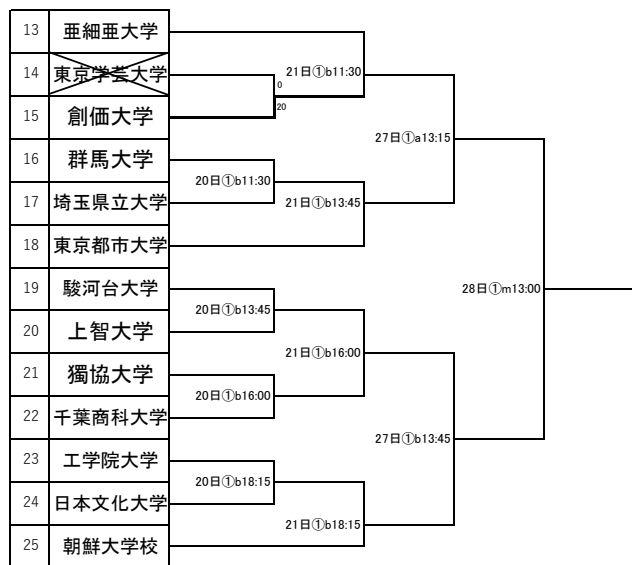 13 亜細亜大学
21日①b11:30
14 東京学芸大学
0
20
15 創価大学
27日①a13:15
16 群馬大学
20日①b11:30
17 埼玉県立大学
21日①b13:45
18 東京都市大学
19 駿河台大学
28日①m13:00
20日①b13:45
20 上智大学
21日①b16:00
21 獨協大学
20日①b16:00
22 千葉商科大学
27日①b13:45
23 工学院大学
20日①b18:15
24 日本文化大学
21日①b18:15
25 朝鮮大学校